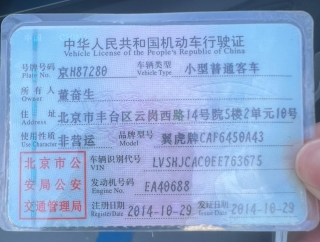 中华人民共和国机动车行驶证
Vehicle License of the People's Republic of China
号牌号码 京H87280 车辆类型 小型普通客车
Plate No. Vehicle Type
所有人 董奋生
Owner
住址 北京市丰台区云岗西路14号院5楼2单元10号
Address
使用性质 非营运 品牌型号 翼虎牌CAF6450A43
Use Character Model
北京市公 车辆识别代号 LVSHJCAC0EE763675
VIN
安局公安 发动机号码 EA40688
Engine No.
交通管理局 注册日期 2014-10-29 发证日期 2014-10-29
Register Date Issue Date